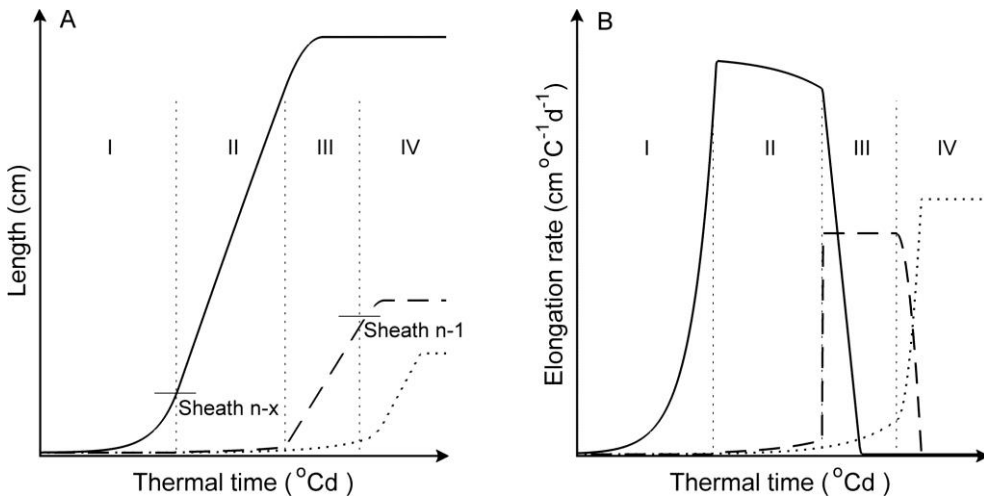 A
I
II
III
IV
Length (cm)
Sheath n-1
Sheath n-x
Thermal time (°Cd)
B
I
II
III
IV
Elongation rate (cm°C-1d-1)
Thermal time (°Cd)